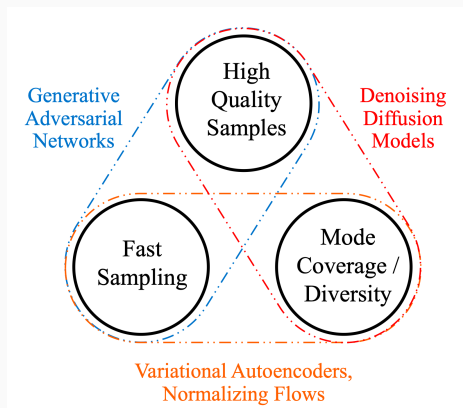 High
Quality
Samples
Generative
Adversarial
Networks
Denoising
Diffusion
Models
Fast
Sampling
Mode
Coverage /
Diversity
Variational Autoencoders,
Normalizing Flows